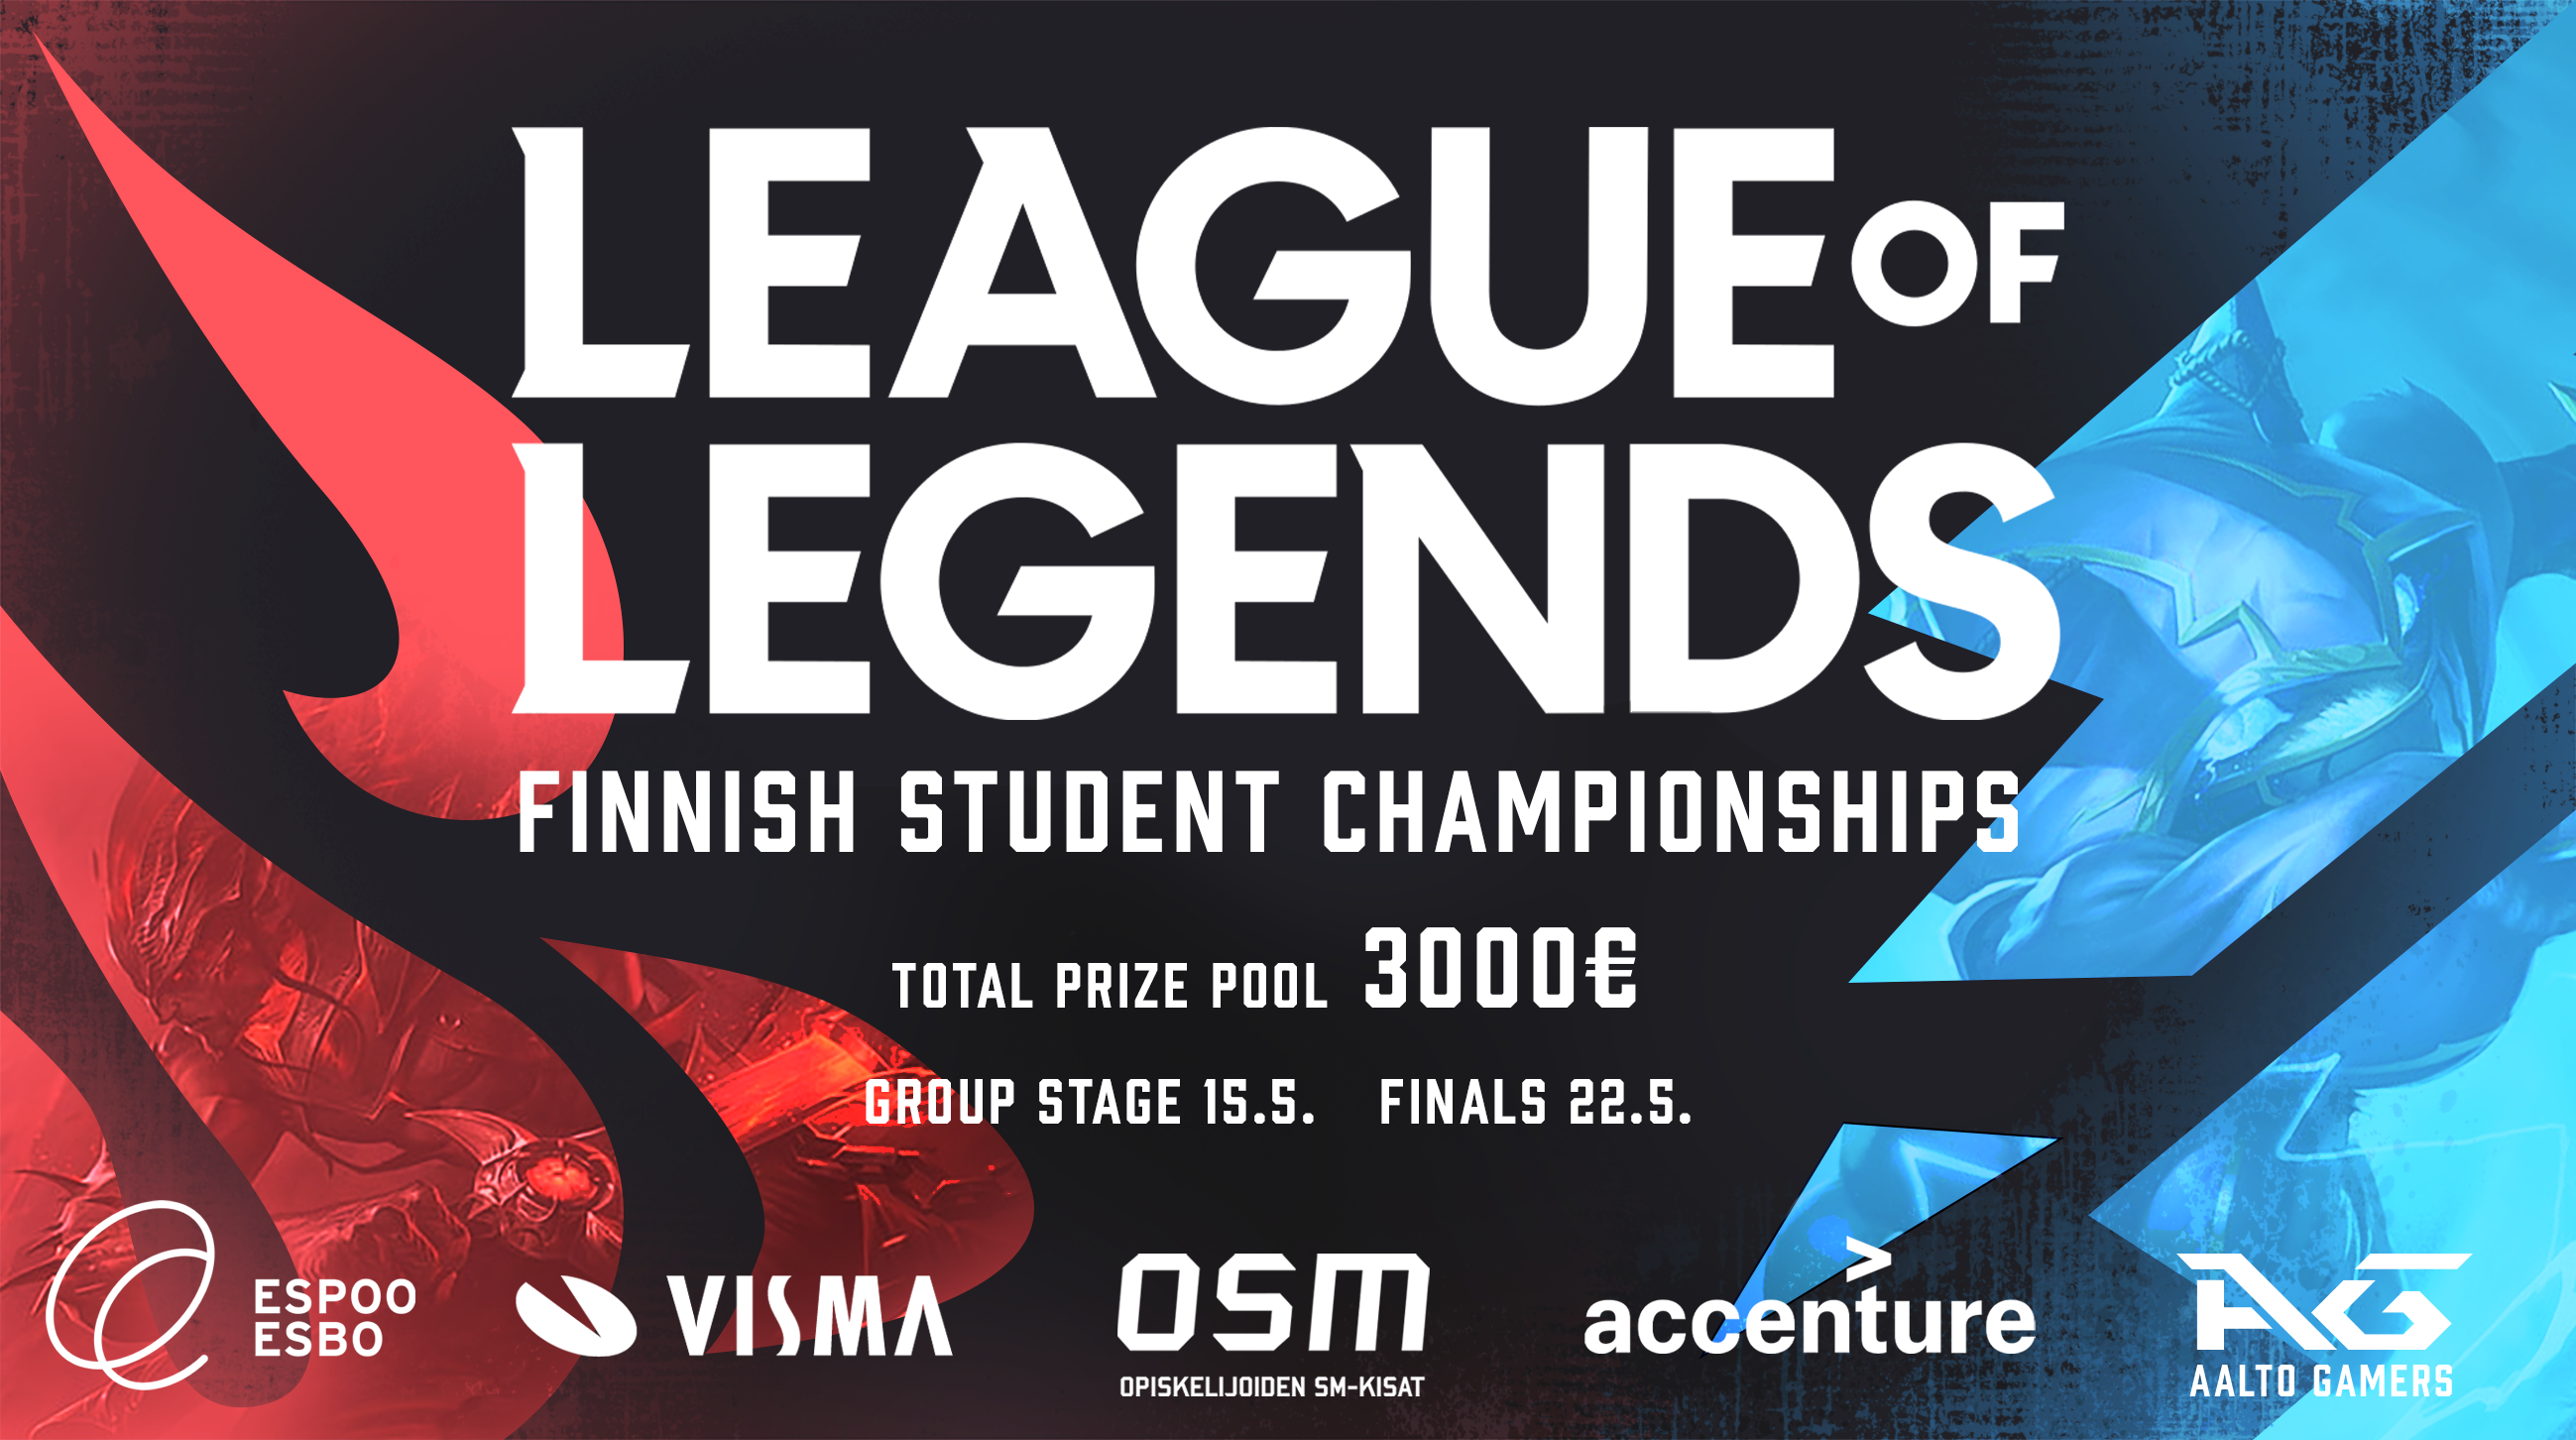 LEAGUE OF
LEGENDS
FINNISH STUDENT CHAMPIONSHIPS
TOTAL PRIZE POOL 3000€
GROUP STAGE 15.5. FINALS 22.5.
ESPOO
ESBO
VISMA
OSM
OPISKELIJOIDEN SM-KISAT
accenture
AG
AALTO GAMERS